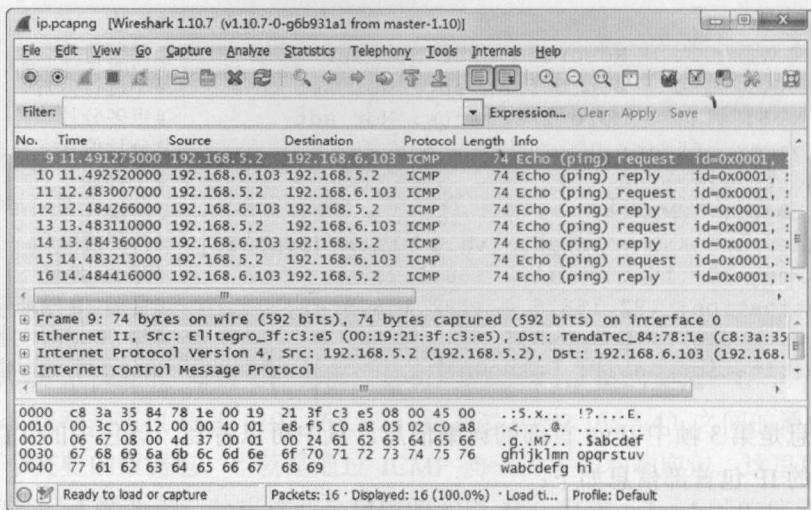 ip.pcapng [Wireshark 1.10.7 (v1.10.7-0-g6b931a1 from master-1.10)]
File Edit View Go Capture Analyze Statistics Telephony Tools Internals Help
Filter: Expression... Clear Apply Save
No. Time Source Destination Protocol Length Info
9 11.491275000 192.168.5.2 192.168.6.103 ICMP 74 Echo (ping) request id=0x0001,
10 11.492520000 192.168.6.103 192.168.5.2 ICMP 74 Echo (ping) reply id=0x0001,
11 12.483007000 192.168.5.2 192.168.6.103 ICMP 74 Echo (ping) request id=0x0001,
12 12.484266000 192.168.6.103 192.168.5.2 ICMP 74 Echo (ping) reply id=0x0001,
13 13.483110000 192.168.5.2 192.168.6.103 ICMP 74 Echo (ping) request id=0x0001,
14 13.484360000 192.168.6.103 192.168.5.2 ICMP 74 Echo (ping) reply id=0x0001,
15 14.483213000 192.168.5.2 192.168.6.103 ICMP 74 Echo (ping) request id=0x0001,
16 14.484416000 192.168.6.103 192.168.5.2 ICMP 74 Echo (ping) reply id=0x0001,
Frame 9: 74 bytes on wire (592 bits), 74 bytes captured (592 bits) on interface 0
Ethernet II, Src: Elitegro_3f:c3:e5 (00:19:21:3f:c3:e5), Dst: TendaTec_84:78:1e (c8:3a:35
Internet Protocol Version 4, Src: 192.168.5.2 (192.168.5.2), Dst: 192.168.6.103 (192.168.
Internet Control Message Protocol
0000 c8 3a 35 84 78 1e 00 19 21 3f c3 e5 08 00 45 00 .:5.x... !?....E.
0010 00 3c 05 12 00 00 40 01 e8 f5 c0 a8 05 02 c0 a8 .<....@. ........
0020 06 67 08 00 4d 37 00 01 00 24 61 62 63 64 65 66 .g..M7.. .$abcdef
0030 67 68 69 6a 6b 6c 6d 6e 6f 70 71 72 73 74 75 76 ghijklmn opqrstuv
0040 77 61 62 63 64 65 66 67 68 69 wabcdefg hi
Ready to load or capture Packets: 16 · Displayed: 16 (100.0%) · Load ti... Profile: Default